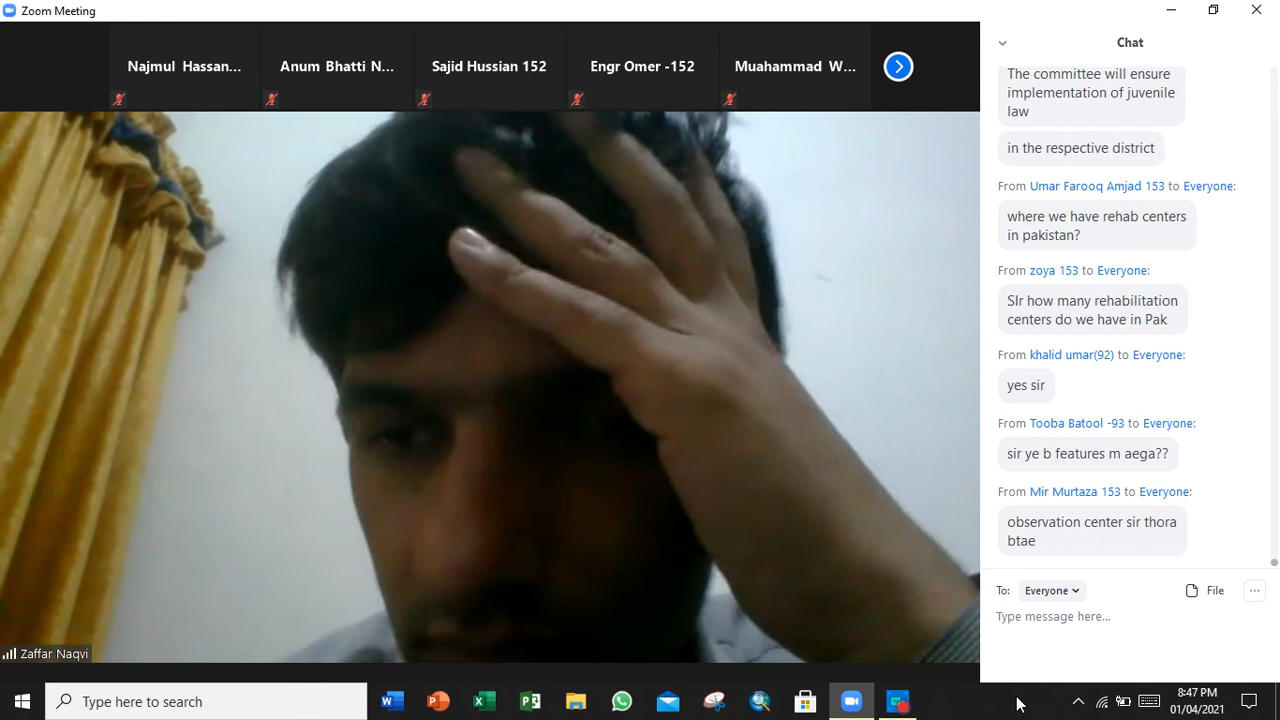 Zoom Meeting
Najmul Hassan...
Anum Bhatti N...
Sajid Hussian 152
Engr Omer -152
Muahammad W...
Chat
The committee will ensure
implementation of juvenile
law
in the respective district
From Umar Farooq Amjad 153 to Everyone:
where we have rehab centers
in pakistan?
From zoya 153 to Everyone:
SIr how many rehabilitation
centers do we have in Pak
From khalid umar(92) to Everyone:
yes sir
From Tooba Batool -93 to Everyone:
sir ye b features m aega??
From Mir Murtaza 153 to Everyone:
observation center sir thora
btae
To: Everyone
File
Type message here...
Zaffar Naqvi
Type here to search
8:47 PM
01/04/2021